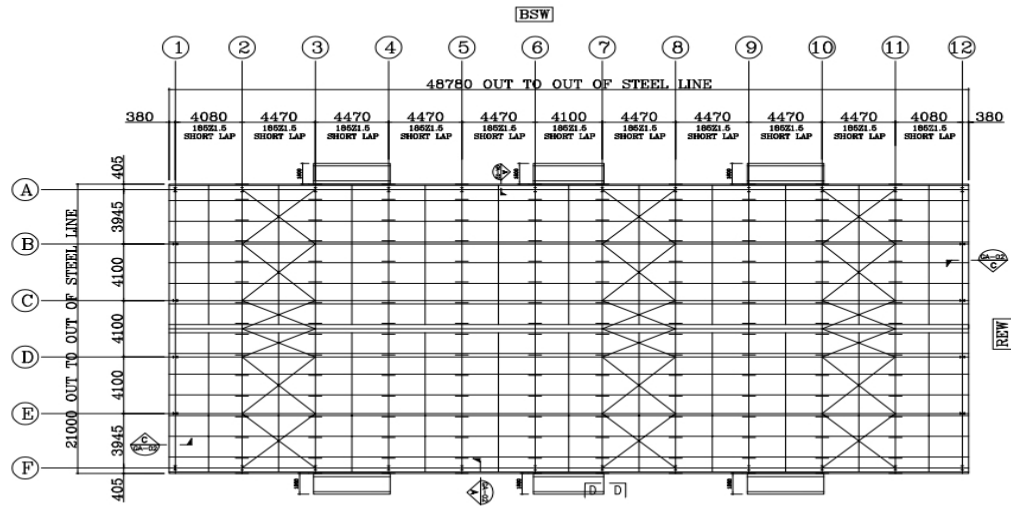 BSW
1 2 3 4 5 6 7 8 9 10 11 12
48780 OUT TO OUT OF STEEL LINE
380 4080 4470 4470 4470 4470 4100 4470 4470 4470 4470 4080 380
185Z1.5 185Z1.5 185Z1.5 185Z1.5 185Z1.5 185Z1.5 185Z1.5 185Z1.5 185Z1.5 185Z1.5 185Z1.5
SHORT LAP SHORT LAP SHORT LAP SHORT LAP SHORT LAP SHORT LAP SHORT LAP SHORT LAP SHORT LAP SHORT LAP SHORT LAP
405
A
3945
B
4100
GA-02
C
C
21000 OUT TO OUT OF STEEL LINE
4100
REW
D
4100
E
3945
C
GA-02
F
405
A
D D